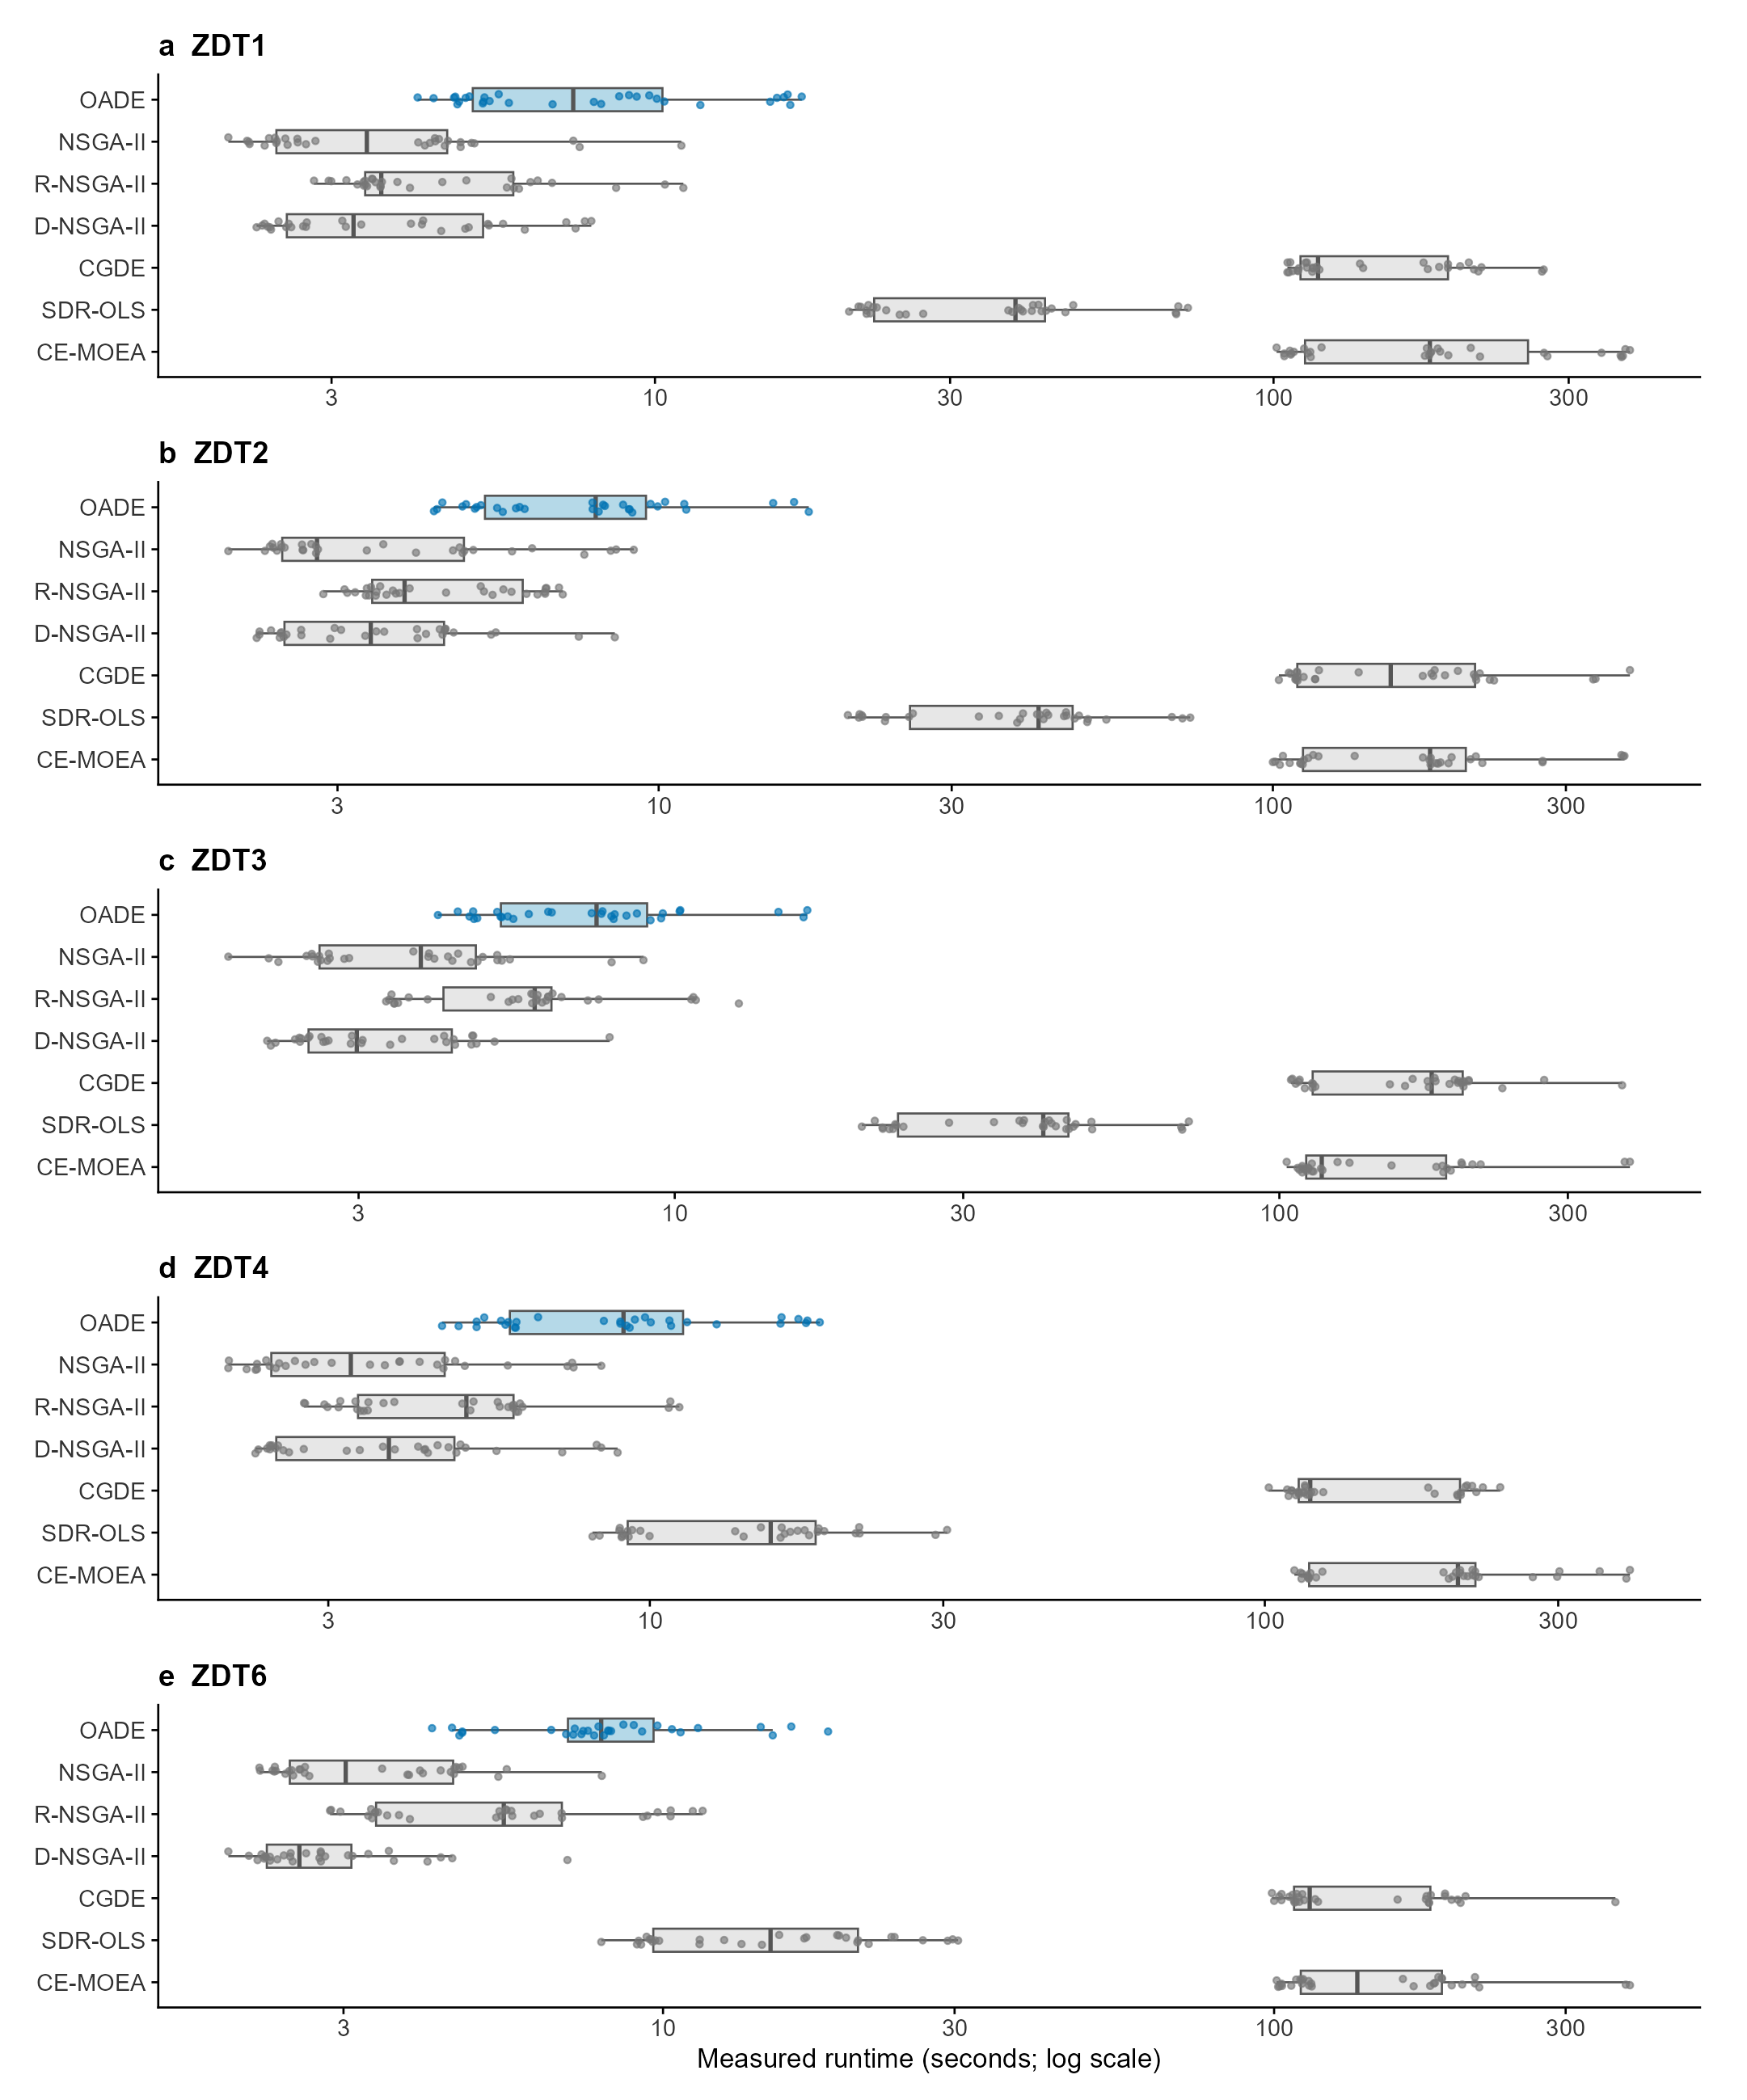 a ZDT1
OADE
NSGA-II
R-NSGA-II
D-NSGA-II
CGDE
SDR-OLS
CE-MOEA
3 10 30 100 300
b ZDT2
OADE
NSGA-II
R-NSGA-II
D-NSGA-II
CGDE
SDR-OLS
CE-MOEA
3 10 30 100 300
c ZDT3
OADE
NSGA-II
R-NSGA-II
D-NSGA-II
CGDE
SDR-OLS
CE-MOEA
3 10 30 100 300
d ZDT4
OADE
NSGA-II
R-NSGA-II
D-NSGA-II
CGDE
SDR-OLS
CE-MOEA
3 10 30 100 300
e ZDT6
OADE
NSGA-II
R-NSGA-II
D-NSGA-II
CGDE
SDR-OLS
CE-MOEA
3 10 30 100 300
Measured runtime (seconds; log scale)